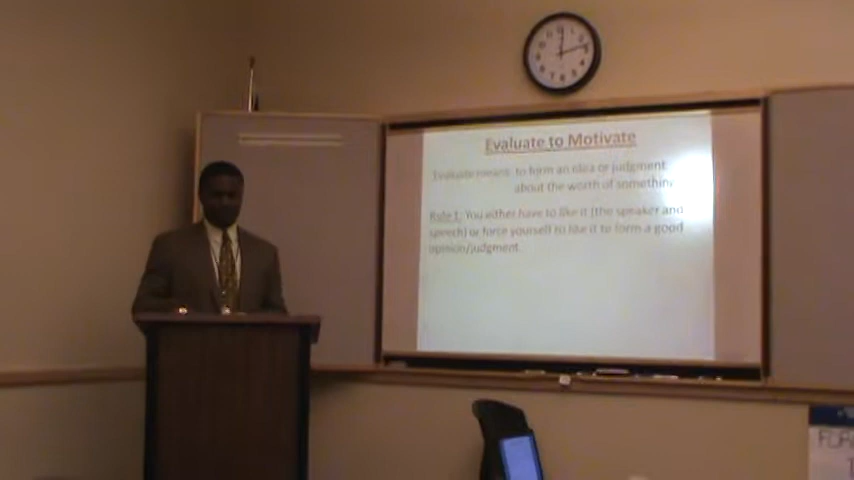 Evaluate to Motivate
Evaluate means: to form an idea or judgment
about the worth of somethin
Rule 1: You either have to like it (the speaker and
speech) or force yourself to like it to form a good
opinion/judgment.
FOR